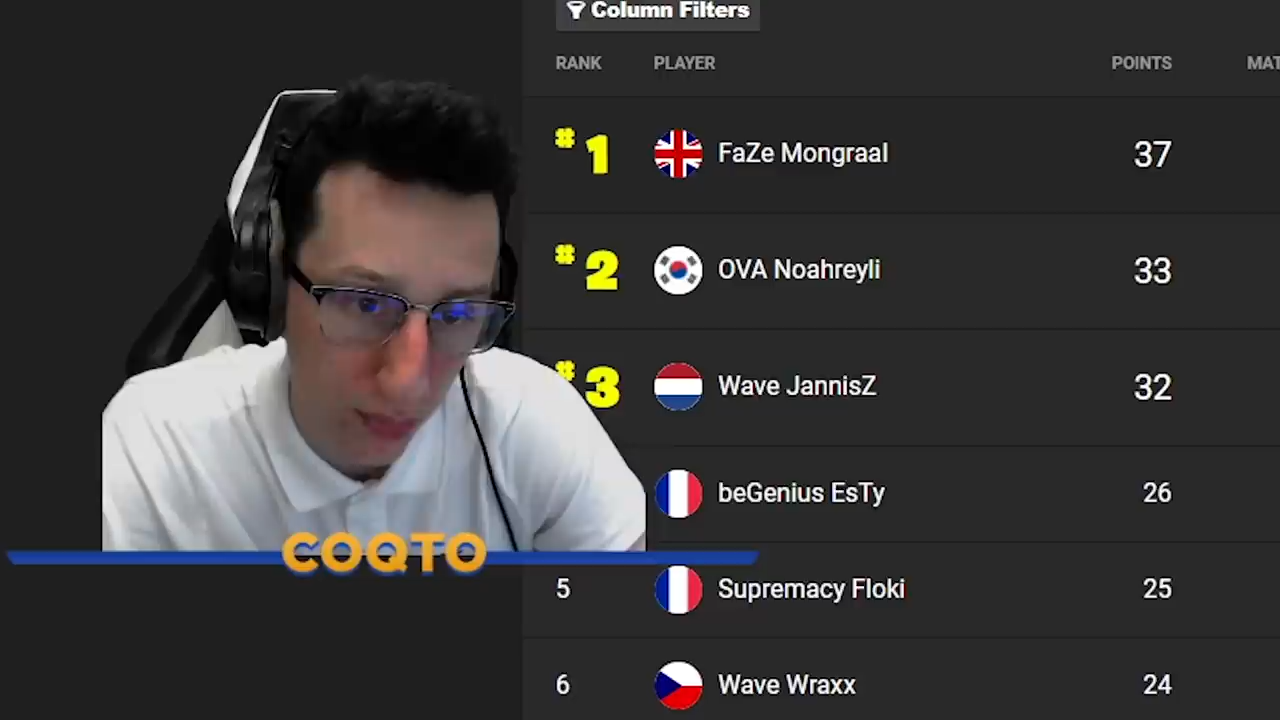 Column Filters
RANK PLAYER POINTS MAT
#1 FaZe Mongraal 37
#2 OVA Noahreyli 33
#3 Wave JannisZ 32
beGenius EsTy 26
COQTO
5 Supremacy Floki 25
6 Wave Wraxx 24